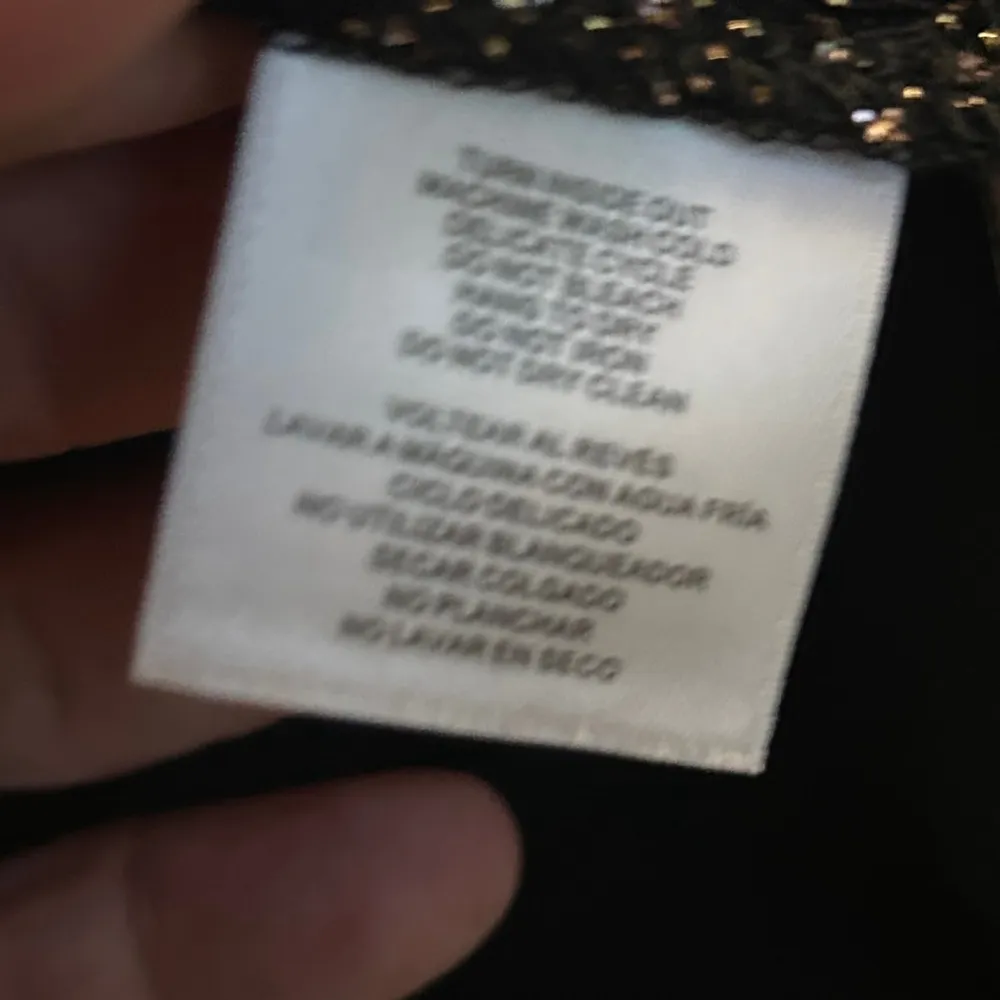 TURN INSIDE OUT
MACHINE WASH COLD
DELICATE CYCLE
DO NOT BLEACH
HANG TO DRY
DO NOT IRON
DO NOT DRY CLEAN
VOLTEAR AL REVÉS
LAVAR A MÁQUINA CON AGUA FRÍA
CICLO DELICADO
NO UTILIZAR BLANQUEADOR
SECAR COLGADO
NO PLANCHAR
NO LAVAR EN SECO